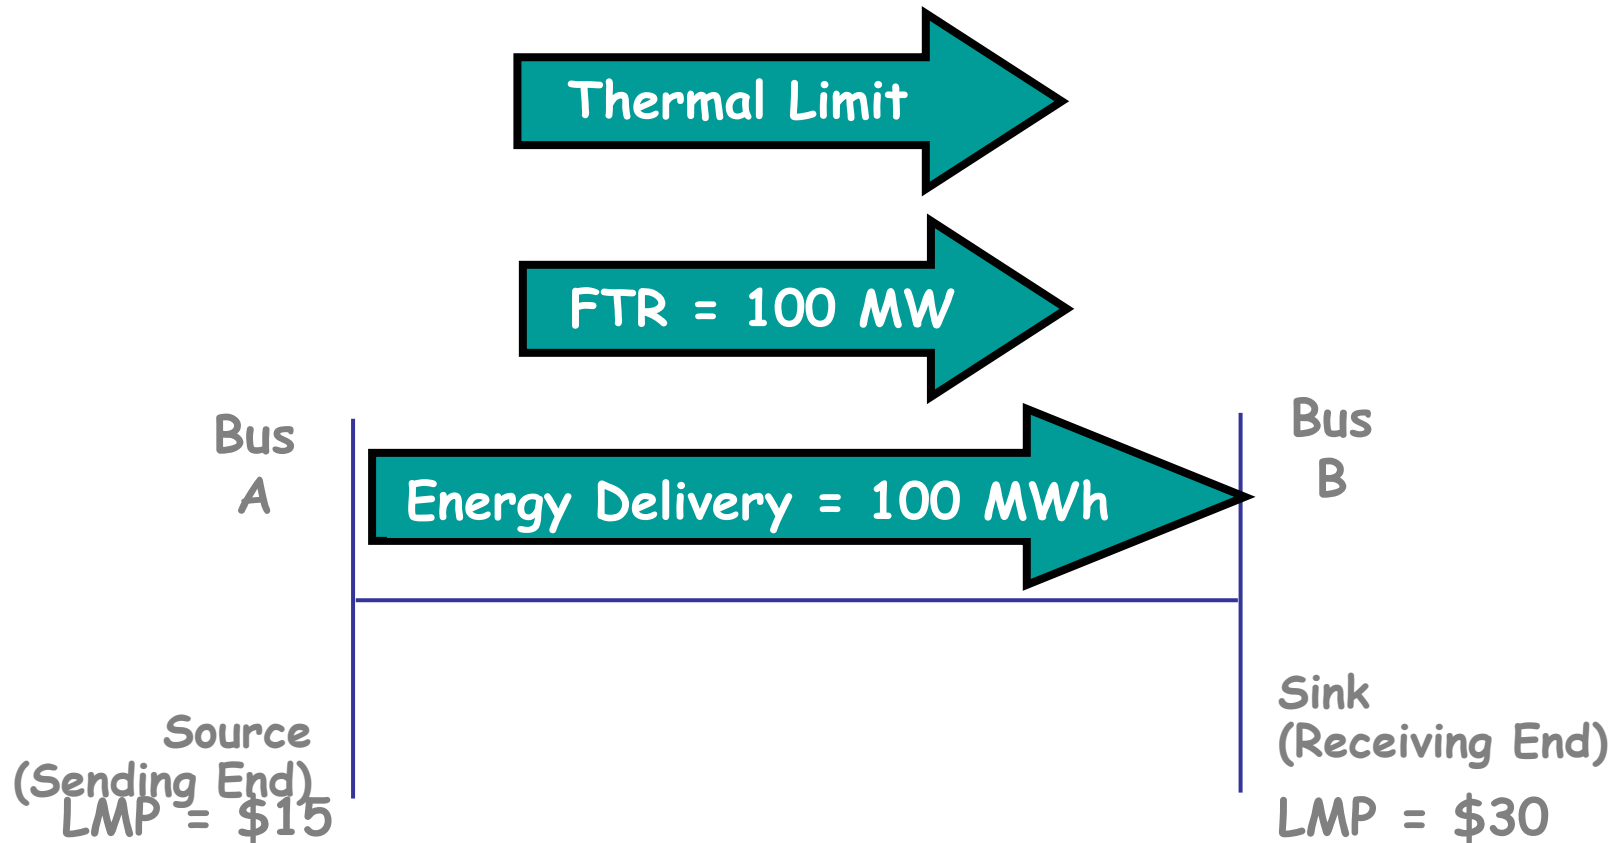 Thermal Limit
FTR = 100 MW
Bus
A
Energy Delivery = 100 MWh
Bus
B
Source
(Sending End)
LMP = $15
Sink
(Receiving End)
LMP = $30